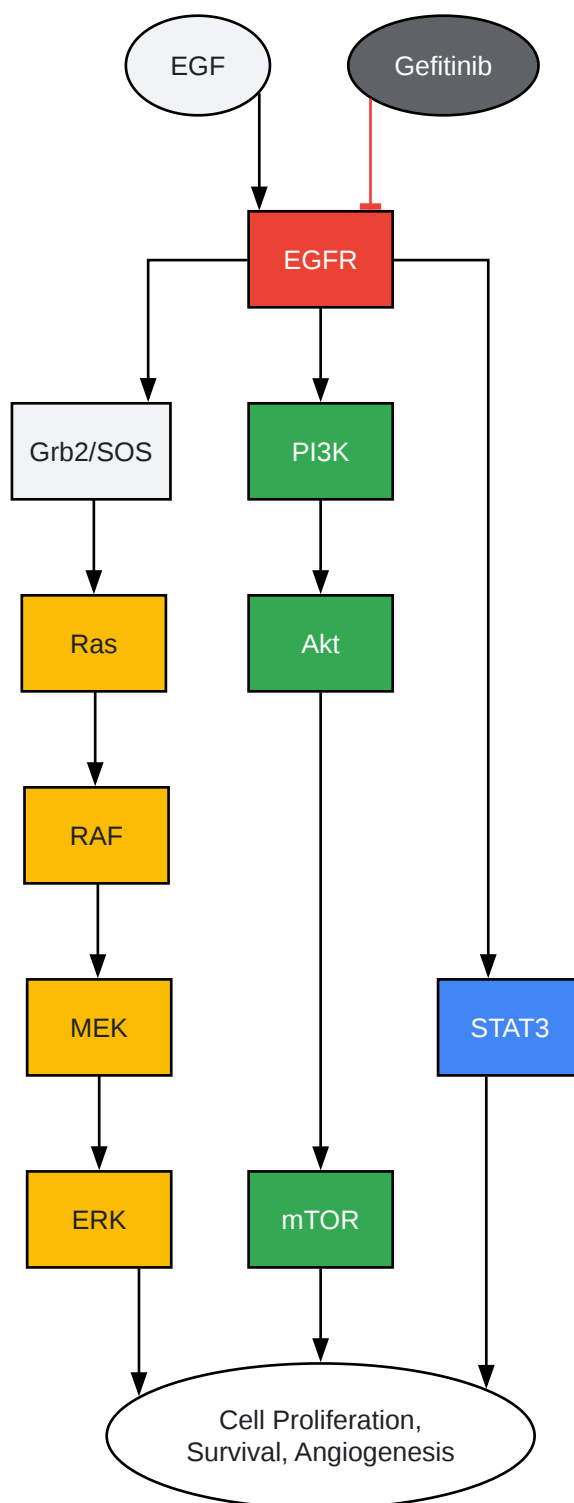 EGF
Gefitinib
EGFR
Grb2/SOS
PI3K
Ras
Akt
RAF
MEK
STAT3
ERK
mTOR
Cell Proliferation,
Survival, Angiogenesis